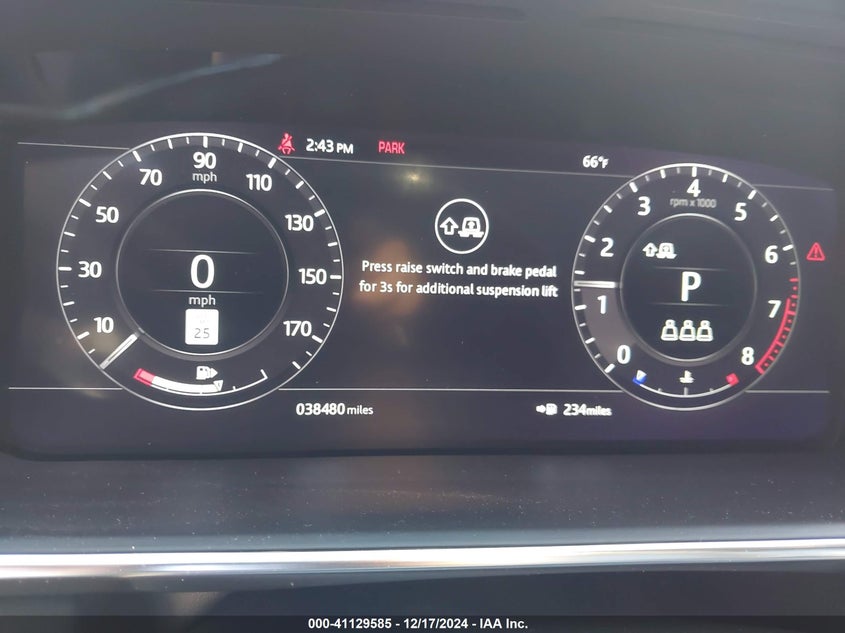 2:43 PM PARK
66°F
90
mph
70 110
50 130
30 150
10 170
0
mph
25
Press raise switch and brake pedal
for 3s for additional suspension lift
4
rpm x 1000
3 5
2 6
1 7
0 8
P
038480 miles
234miles
000-41129585 - 12/17/2024 - IAA Inc.